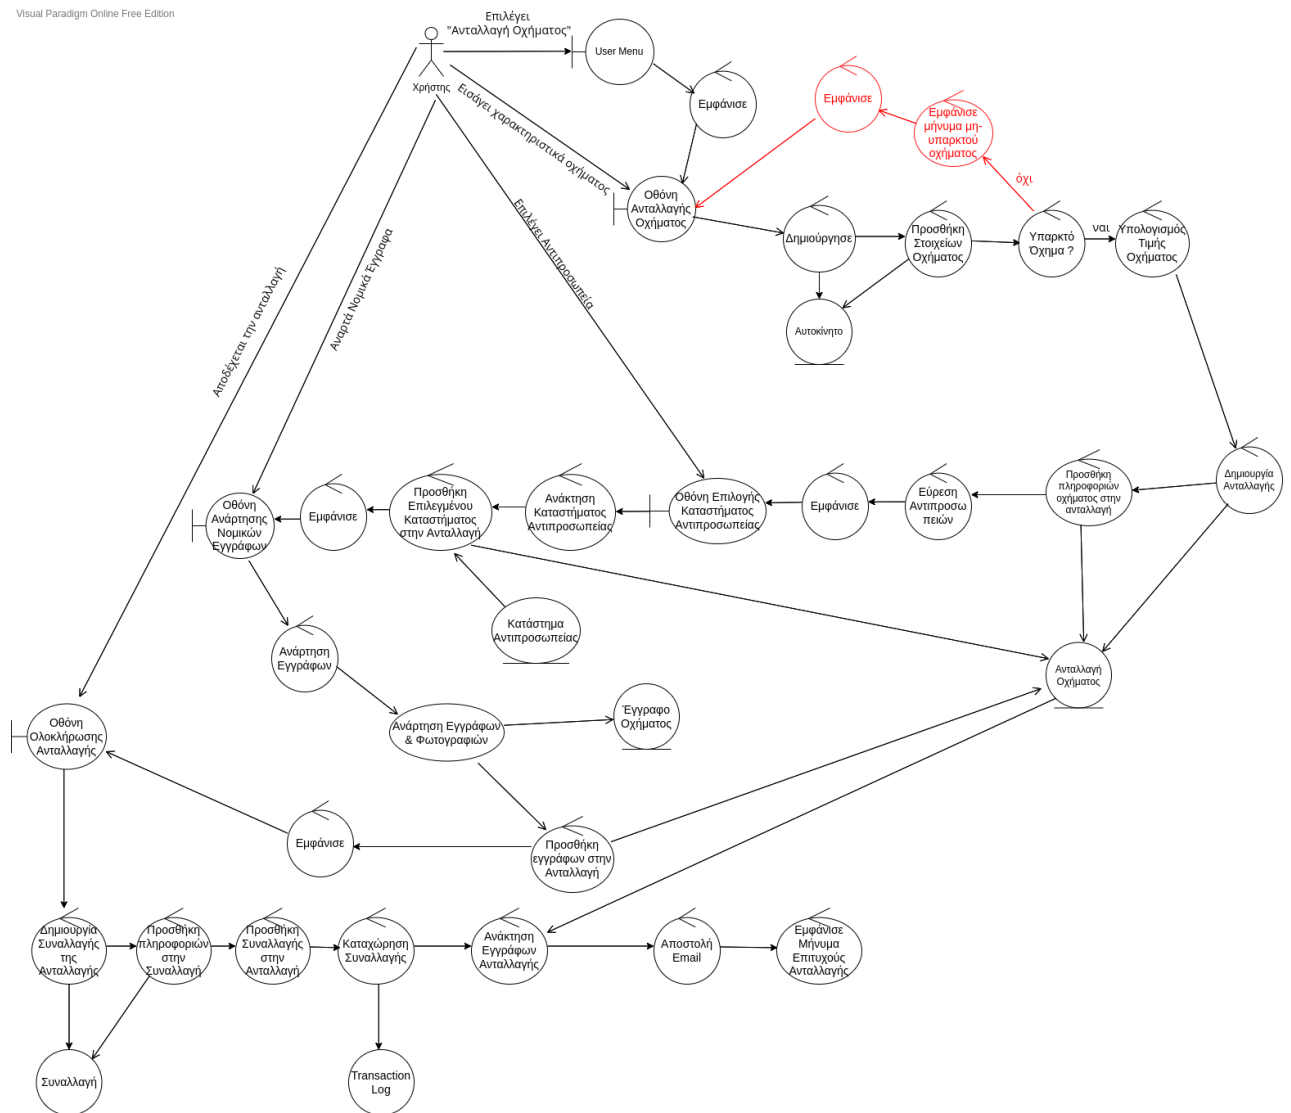 Visual Paradigm Online Free Edition
Επιλέγει
"Ανταλλαγή Οχήματος"
User Menu
Χρήστης
Εμφάνισε
Εμφάνισε
Εμφάνισε
μήνυμα μη-
υπαρκτού
οχήματος
όχι
Εισάγει χαρακτηριστικά οχήματος
Οθόνη
Ανταλλαγής
Οχήματος
Δημιούργησε
Προσθήκη
Στοιχείων
Οχήματος
Υπαρκτό
Όχημα ?
ναι
Υπολογισμός
Τιμής
Οχήματος
Αυτοκίνητο
Επιλέγει Αντιπροσωπεία
Αναρτά Νομικά Έγγραφα
Αποδέχεται την ανταλλαγή
Οθόνη
Ανάρτησης
Νομικών
Εγγράφων
Εμφάνισε
Προσθήκη
Επιλεγμένου
Καταστήματος
στην Ανταλλαγή
Ανάκτηση
Καταστήματος
Αντιπροσωπείας
Οθόνη Επιλογής
Καταστήματος
Αντιπροσωπείας
Εμφάνισε
Εύρεση
Αντιπροσω
πειών
Προσθήκη
πληροφοριών
οχήματος στην
ανταλλαγή
Δημιουργία
Ανταλλαγής
Κατάστημα
Αντιπροσωπείας
Ανάρτηση
Εγγράφων
Ανταλλαγή
Οχήματος
Οθόνη
Ολοκλήρωσης
Ανταλλαγής
Ανάρτηση Εγγράφων
& Φωτογραφιών
Έγγραφο
Οχήματος
Εμφάνισε
Προσθήκη
εγγράφων στην
Ανταλλαγή
Δημιουργία
Συναλλαγής
της
Ανταλλαγής
Προσθήκη
πληροφοριών
στην
Συναλλαγή
Προσθήκη
Συναλλαγής
στην
Ανταλλαγή
Καταχώρηση
Συναλλαγής
Ανάκτηση
Εγγράφων
Ανταλλαγής
Αποστολή
Email
Εμφάνισε
Μήνυμα
Επιτυχούς
Ανταλλαγής
Συναλλαγή
Transaction
Log